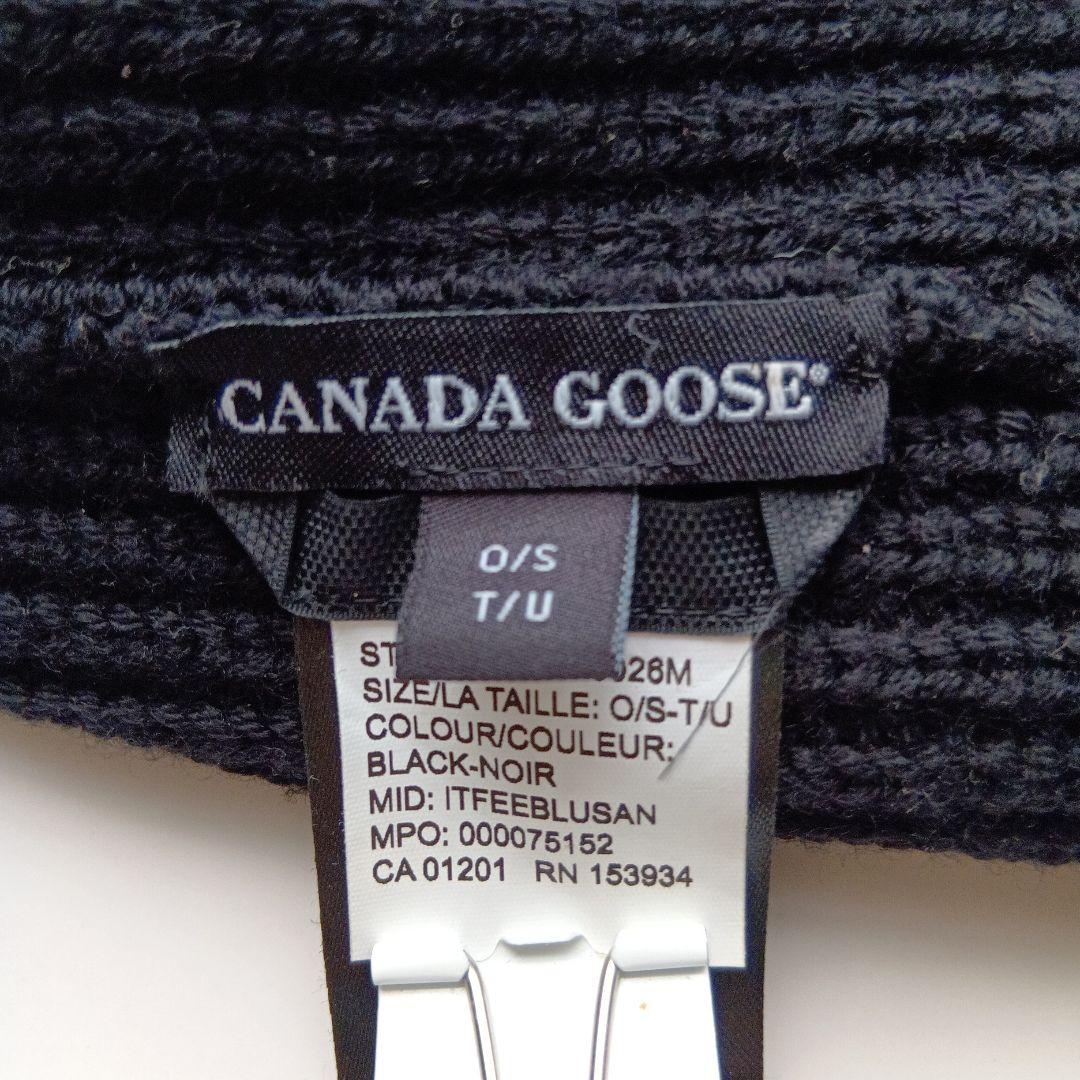 CANADA GOOSE®
O/S
T/U
SIZE/LA TAILLE: O/S-T/U
COLOUR/COULEUR:
BLACK-NOIR
MID: ITFEEBLUSAN
MPO: 000075152
CA 01201 RN 153934